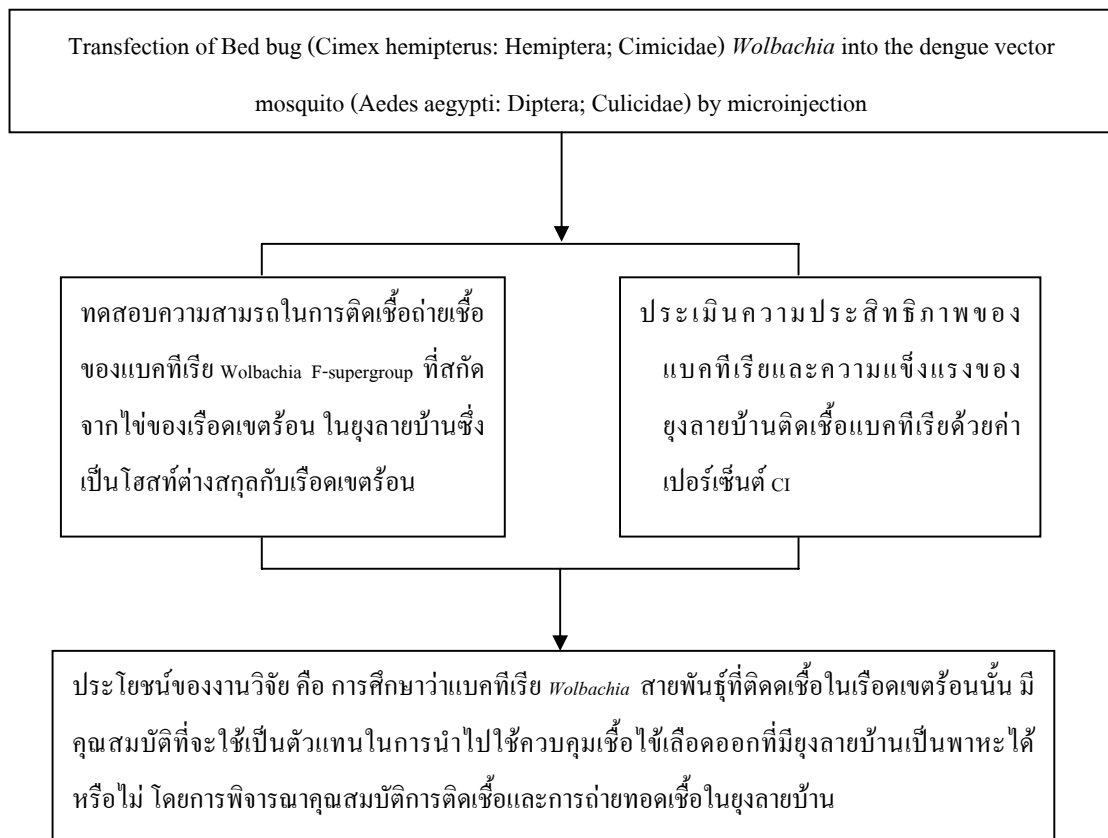 Transfection of Bed bug (Cimex hemipterus: Hemiptera; Cimicidae) Wolbachia into the dengue vector
mosquito (Aedes aegypti: Diptera; Culicidae) by microinjection
ทดสอบความสามรถในการติดเชื้อถ่ายเชื้อ
ของแบคทีเรีย Wolbachia F-supergroup ที่สกัด
จากไข่ของเรือดเขตร้อน ในยุงลายบ้านซึ่ง
เป็นโฮสท์ต่างสกุลกับเรือดเขตร้อน
ประเมินความประสิทธิภาพของ
แบคทีเรียและความแข็งแรงของ
ยุงลายบ้านติดเชื้อแบคทีเรียด้วยค่า
เปอร์เซ็นต์ CI
ประโยชน์ของงานวิจัย คือ การศึกษาว่าแบคทีเรีย Wolbachia สายพันธุ์ที่ติดดเชื้อในเรือดเขตร้อนนั้น มี
คุณสมบัติที่จะใช้เป็นตัวแทนในการนำไปใช้ควบคุมเชื้อไข้เลือดออกที่มียุงลายบ้านเป็นพาหะได้
หรือไม่ โดยการพิจารณาคุณสมบัติการติดเชื้อและการถ่ายทอดเชื้อในยุงลายบ้าน